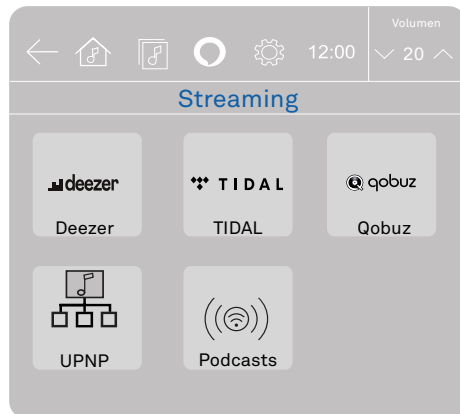 Volumen
12:00
20
Streaming
deezer
TIDAL
qobuz
Deezer
TIDAL
Qobuz
UPNP
Podcasts